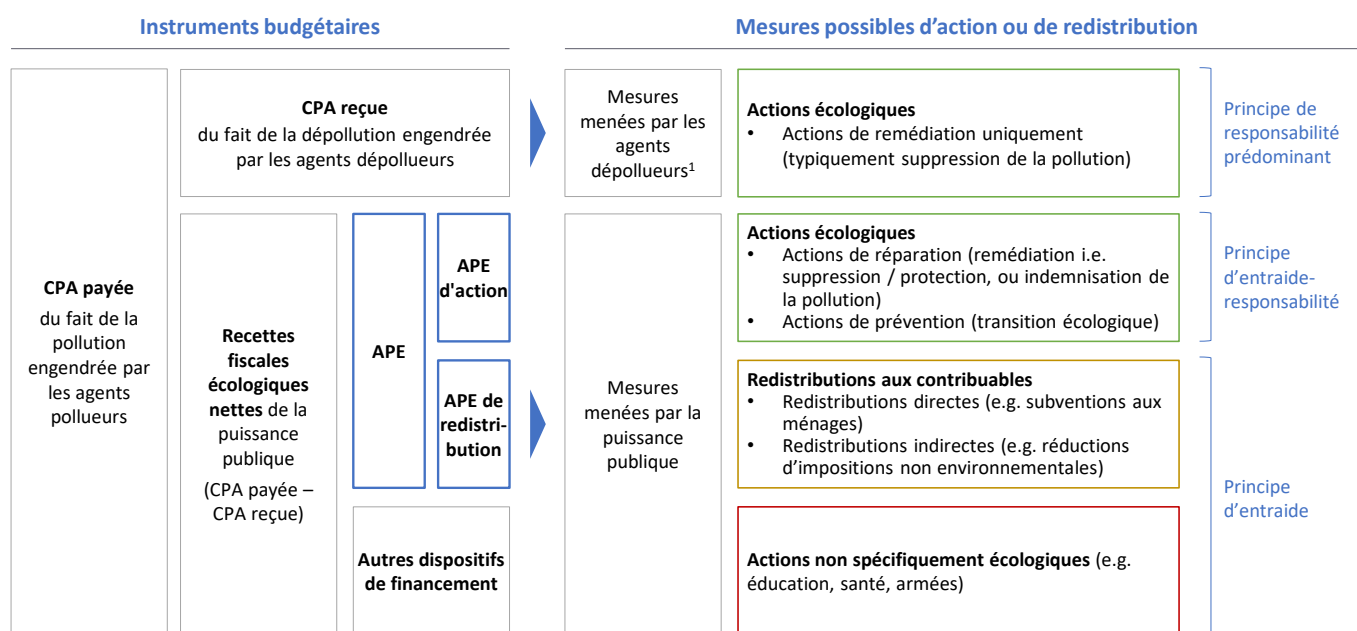 Instruments budgétaires
Mesures possibles d'action ou de redistribution
CPA payée
du fait de la
pollution
engendrée par
les agents
pollueurs
CPA reçue
du fait de la dépollution engendrée
par les agents dépollueurs
Mesures
menées par les
agents
dépollueurs¹
Actions écologiques
• Actions de remédiation uniquement
(typiquement suppression de la pollution)
Principe de
responsabilité
prédominant
Recettes
fiscales
écologiques
nettes de la
puissance
publique
(CPA payée –
CPA reçue)
APE
APE
d'action
APE de
redistri-
bution
Autres dispositifs
de financement
Mesures
menées par la
puissance
publique
Actions écologiques
• Actions de réparation (remédiation i.e.
suppression / protection, ou indemnisation de
la pollution)
• Actions de prévention (transition écologique)
Principe
d'entraide-
responsabilité
Redistributions aux contribuables
• Redistributions directes (e.g. subventions aux
ménages)
• Redistributions indirectes (e.g. réductions
d'impositions non environnementales)
Actions non spécifiquement écologiques (e.g.
éducation, santé, armées)
Principe
d'entraide